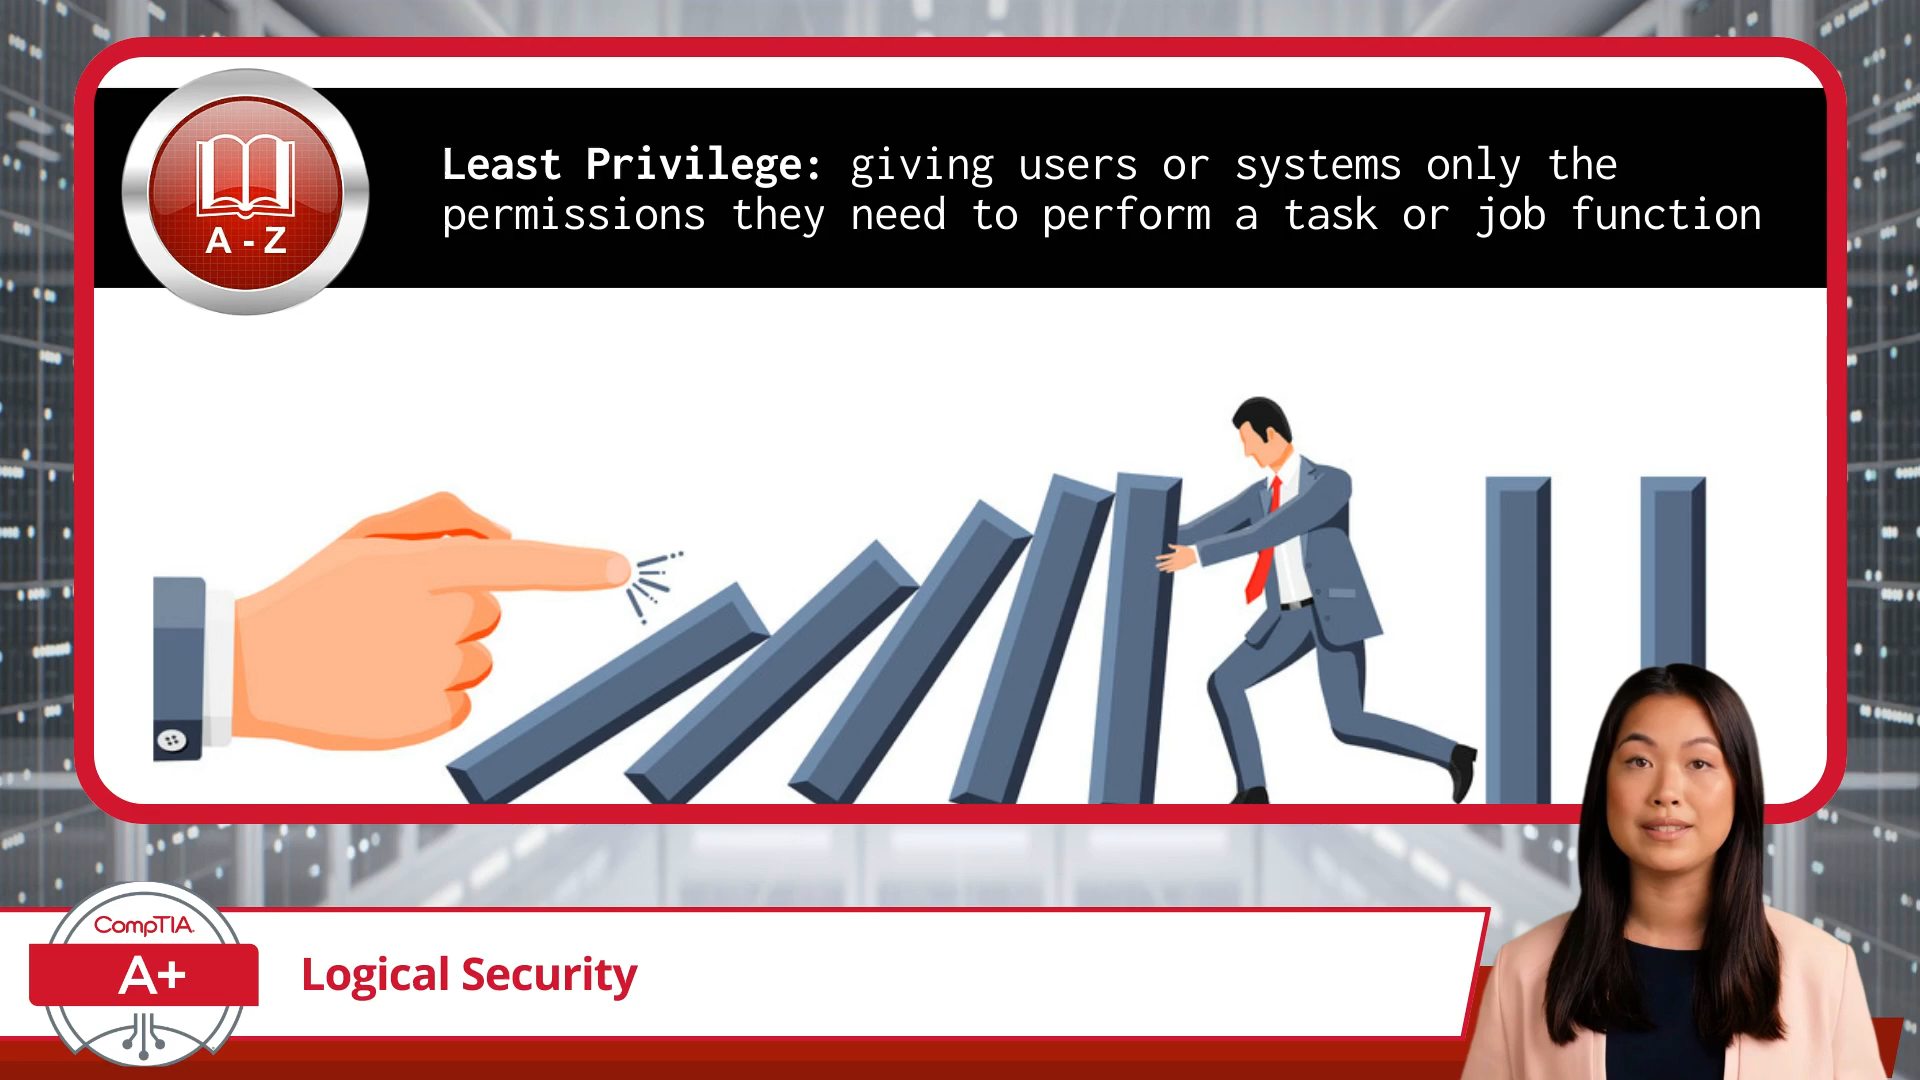 Least Privilege: giving users or systems only the
permissions they need to perform a task or job function
A - Z
CompTIA.
A+
Logical Security